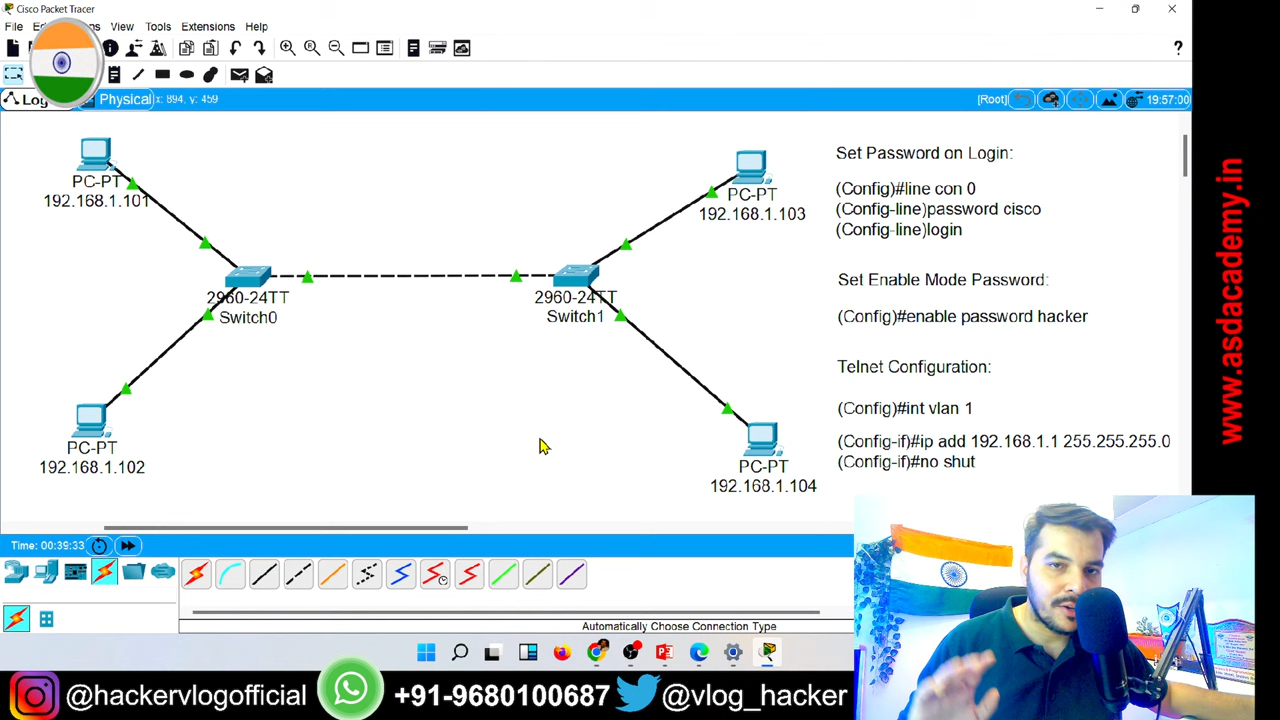 Cisco Packet Tracer
File
View Tools Extensions Help
Physical x: 894, y: 459
[Root]
19:57:00
PC-PT
192.168.1.101
PC-PT
192.168.1.102
2960-24TT
Switch0
2960-24TT
Switch1
PC-PT
192.168.1.103
PC-PT
192.168.1.104
Set Password on Login:
(Config)#line con 0
(Config-line)password cisco
(Config-line)login
Set Enable Mode Password:
(Config)#enable password hacker
Telnet Configuration:
(Config)#int vlan 1
(Config-if)#ip add 192.168.1.1 255.255.255.0
(Config-if)#no shut
www.asdacademy.in
Time: 00:39:33
Automatically Choose Connection Type
@hackervlogofficial
+91-9680100687
@vlog_hacker